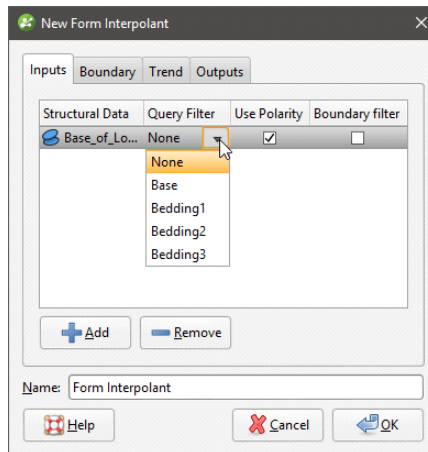 New Form Interpolant
Inputs Boundary Trend Outputs
Structural Data Query Filter Use Polarity Boundary filter
Base_of_Lo... None
None
Base
Bedding1
Bedding2
Bedding3
Add Remove
Name: Form Interpolant
Help Cancel OK